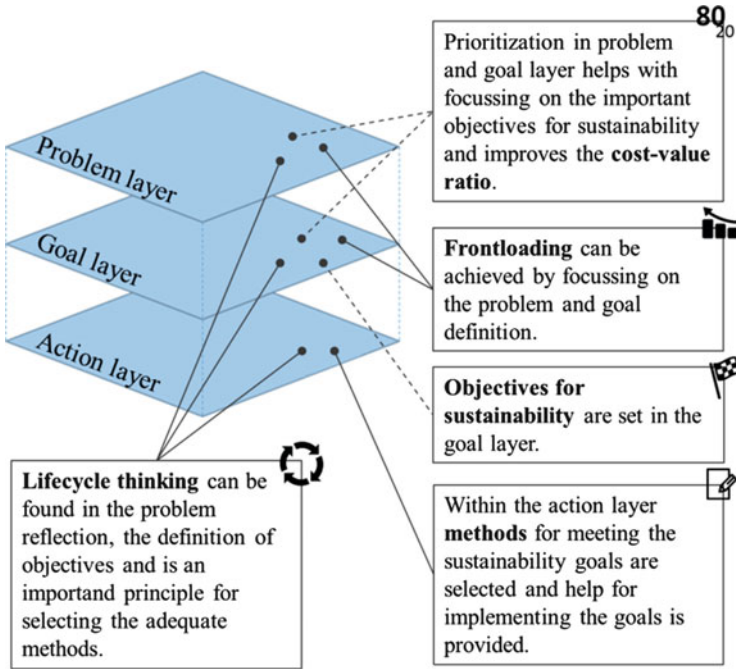 80
20
Prioritization in problem
and goal layer helps with
focussing on the important
objectives for sustainability
and improves the cost-value
ratio.
Problem layer
Goal layer
Action layer
Frontloading can be
achieved by focussing on
the problem and goal
definition.
Objectives for
sustainability are set in the
goal layer.
Lifecycle thinking can be
found in the problem
reflection, the definition of
objectives and is an
importand principle for
selecting the adequate
methods.
Within the action layer
methods for meeting the
sustainability goals are
selected and help for
implementing the goals is
provided.